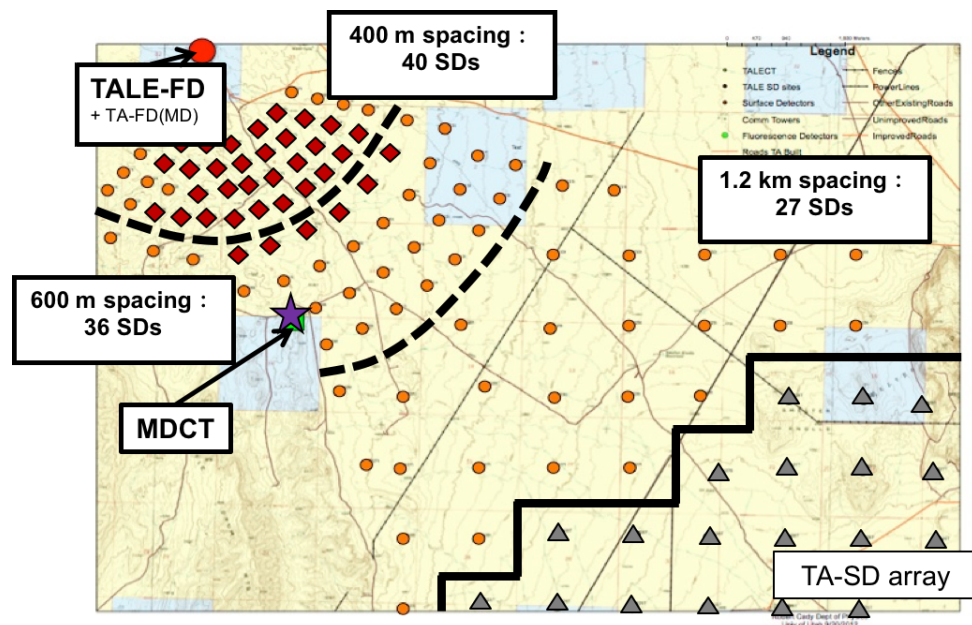 400 m spacing :
40 SDs
TALE-FD
+ TA-FD(MD)
Legend
TALECT
TALE SD sites
Surface Detectors
Comm Towers
Fluorescence Detectors
Roads TA Built
Fences
PowerLines
OtherExistingRoads
UnimprovedRoads
ImprovedRoads
1.2 km spacing :
27 SDs
600 m spacing :
36 SDs
MDCT
TA-SD array